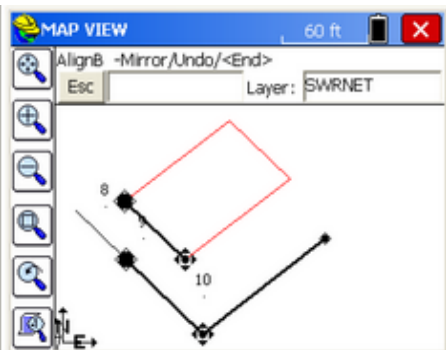 MAP VIEW 60 ft
AlignB -Mirror/Undo/<End>
Esc Layer: SWRNET
8
9
10
N
E